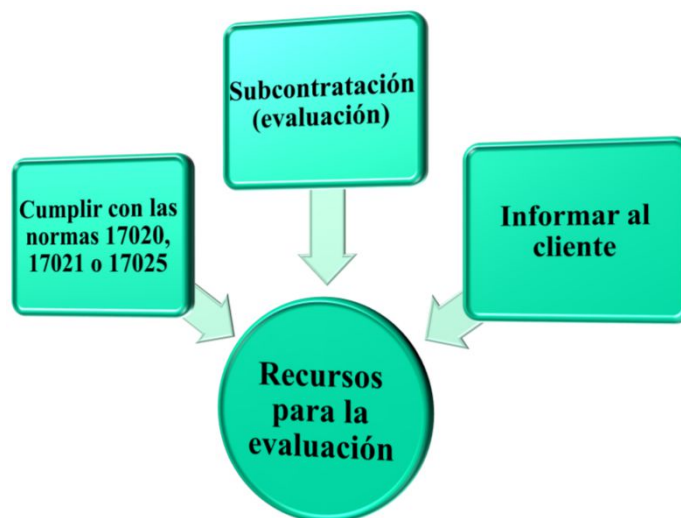 Subcontratación
(evaluación)
Cumplir con las
normas 17020,
17021 o 17025
Informar al
cliente
Recursos
para la
evaluación